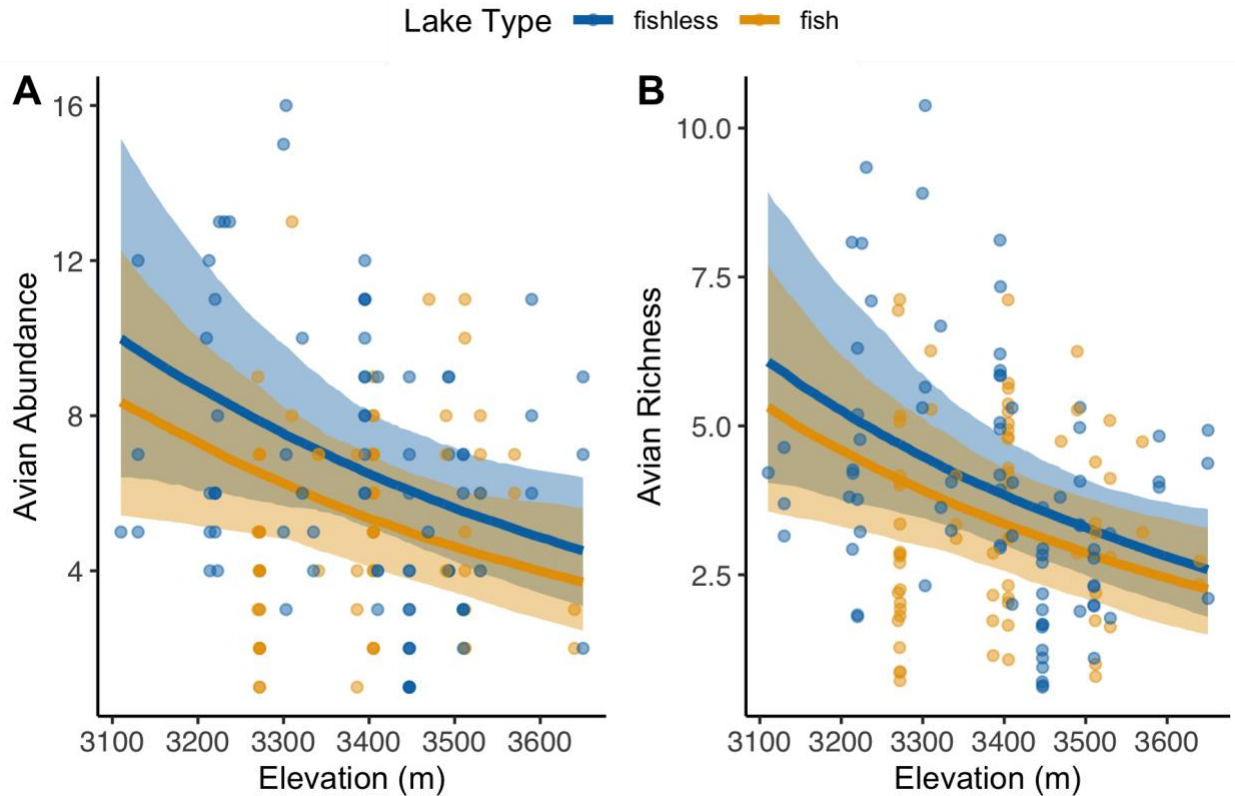 Lake Type fishless fish
A
16
12
8
4
Avian Abundance
3100 3200 3300 3400 3500 3600
Elevation (m)
B
10.0
7.5
5.0
2.5
Avian Richness
3100 3200 3300 3400 3500 3600
Elevation (m)